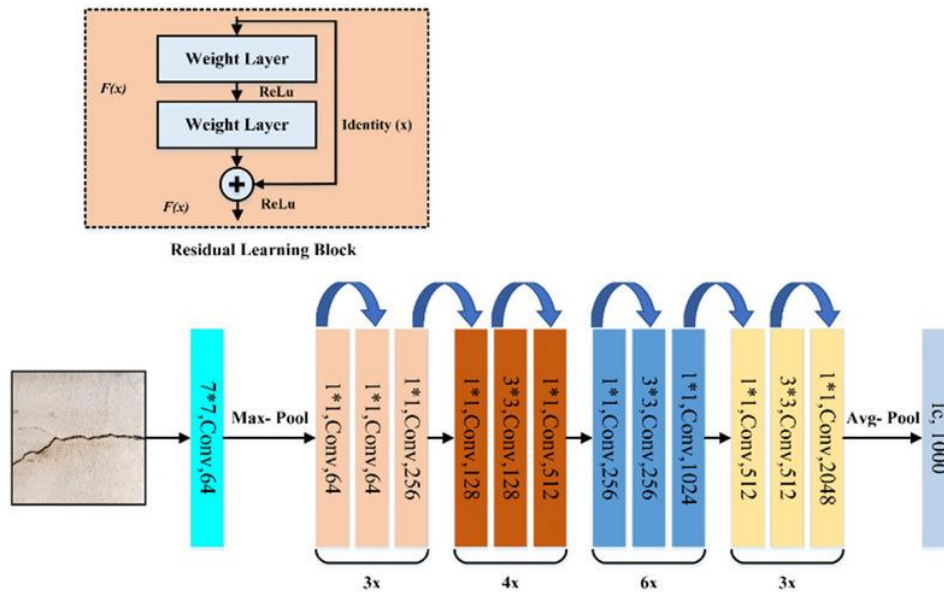 Weight Layer
F(x)
ReLu
Weight Layer
Identity (x)
+
F(x)
ReLu
Residual Learning Block
7*7,Conv,64
Max- Pool
1*1,Conv,64
1*1,Conv,64
1*1,Conv,256
1*1,Conv,128
3*3,Conv,128
1*1,Conv,512
1*1,Conv,256
3*3,Conv,256
1*1,Conv,1024
1*1,Conv,512
3*3,Conv,512
1*1,Conv,2048
Avg- Pool
1000
3x
4x
6x
3x